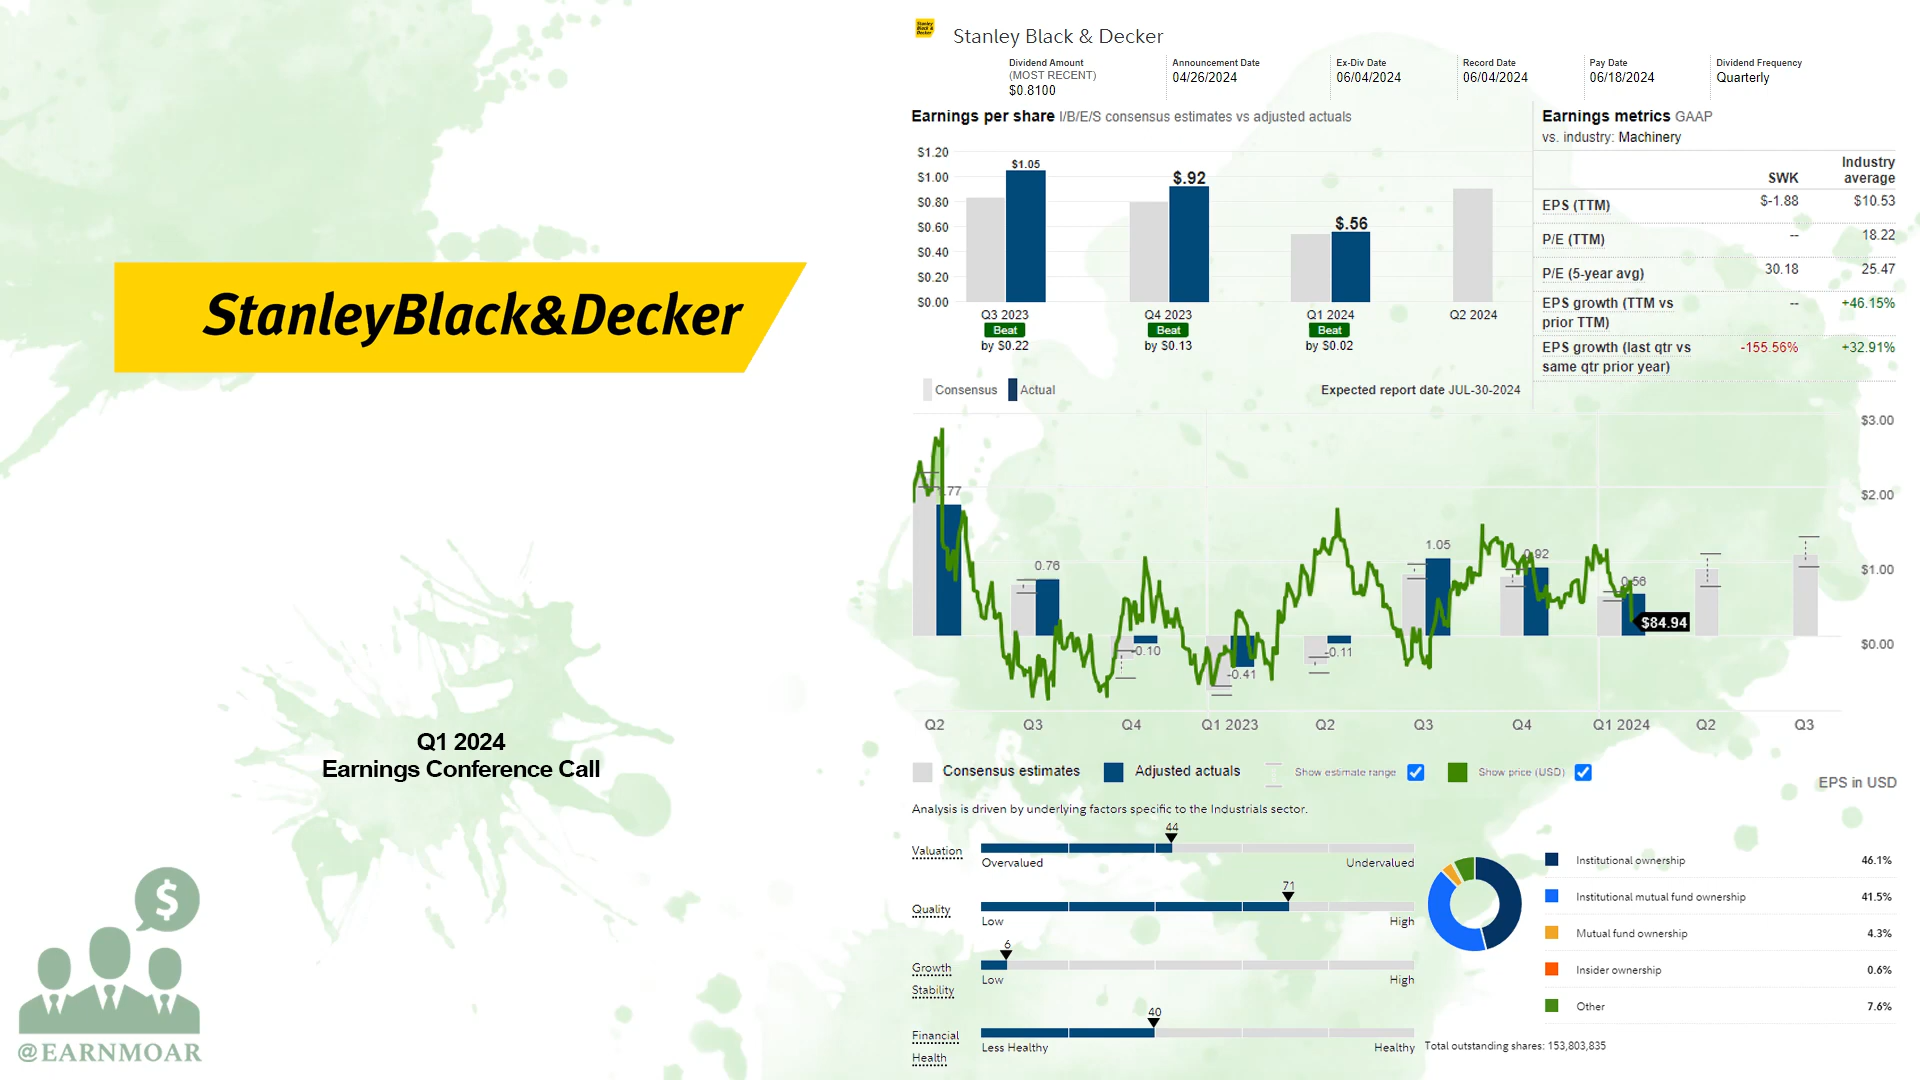 StanleyBlack&Decker
Q1 2024
Earnings Conference Call
$
@EARNMOAR
Stanley Black & Decker
Stanley Black & Decker
Dividend Amount
(MOST RECENT)
$0.8100
Announcement Date
04/26/2024
Ex-Div Date
06/04/2024
Record Date
06/04/2024
Pay Date
06/18/2024
Dividend Frequency
Quarterly
Earnings per share I/B/E/S consensus estimates vs adjusted actuals
$1.20
$1.00
$0.80
$0.60
$0.40
$0.20
$0.00
$1.05
$.92
$.56
Q3 2023
Beat
by $0.22
Q4 2023
Beat
by $0.13
Q1 2024
Beat
by $0.02
Q2 2024
Consensus Actual
Expected report date JUL-30-2024
Earnings metrics GAAP
vs. industry: Machinery
SWK Industry average
EPS (TTM) $-1.88 $10.53
P/E (TTM) -- 18.22
P/E (5-year avg) 30.18 25.47
EPS growth (TTM vs prior TTM) -- +46.15%
EPS growth (last qtr vs same qtr prior year) -155.56% +32.91%
$3.00
$2.00
$1.00
$0.00
.77
0.76
-0.10
-0.41
-0.11
1.05
0.92
0.56
$84.94
Q2 Q3 Q4 Q1 2023 Q2 Q3 Q4 Q1 2024 Q2 Q3
Consensus estimates Adjusted actuals Show estimate range Show price (USD)
EPS in USD
Analysis is driven by underlying factors specific to the Industrials sector.
Valuation
44
Overvalued Undervalued
Quality
71
Low High
Growth Stability
6
Low High
Financial Health
40
Less Healthy Healthy
Institutional ownership 46.1%
Institutional mutual fund ownership 41.5%
Mutual fund ownership 4.3%
Insider ownership 0.6%
Other 7.6%
Total outstanding shares: 153,803,835